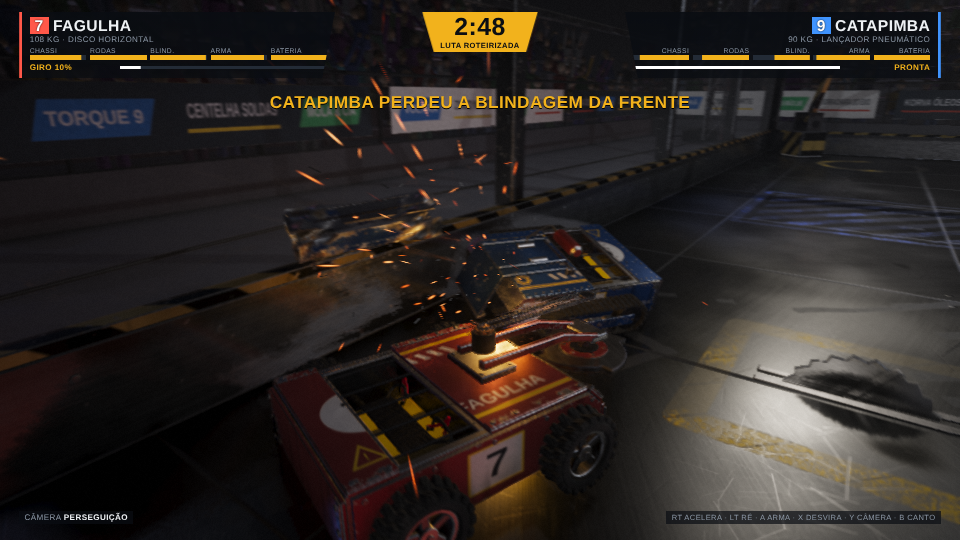 7 FAGULHA
108 KG · DISCO HORIZONTAL
CHASSI RODAS BLIND. ARMA BATERIA
GIRO 10%
2:48
LUTA ROTEIRIZADA
9 CATAPIMBA
90 KG · LANÇADOR PNEUMÁTICO
CHASSI RODAS BLIND. ARMA BATERIA
PRONTA
CATAPIMBA PERDEU A BLINDAGEM DA FRENTE
TORQUE 9
CENTELHA SOLDAS
FAGULHA
7
CÂMERA PERSEGUIÇÃO
RT ACELERA · LT RÉ · A ARMA · X DESVIRA · Y CÂMERA · B CANTO